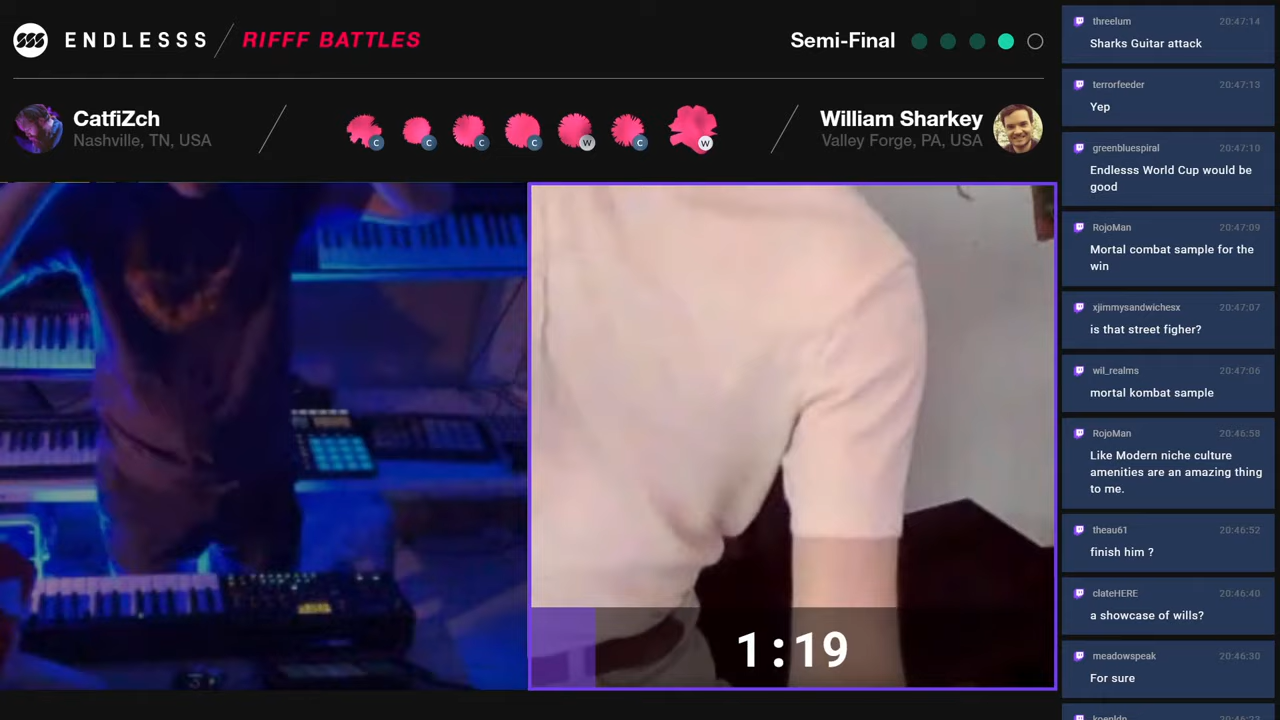 ENDLESSS / RIFFF BATTLES
Semi-Final
CatfiZch
Nashville, TN, USA
C
C
C
C
W
C
W
William Sharkey
Valley Forge, PA, USA
1:19
threelum 20:47:14
Sharks Guitar attack
terrorfeeder 20:47:13
Yep
greenbluespiral 20:47:10
Endlesss World Cup would be
good
RojoMan 20:47:09
Mortal combat sample for the
win
xjimmysandwichesx 20:47:07
is that street figher?
wil_realms 20:47:06
mortal kombat sample
RojoMan 20:46:58
Like Modern niche culture
amenities are an amazing thing
to me.
theau61 20:46:52
finish him ?
clateHERE 20:46:40
a showcase of wills?
meadowspeak 20:46:30
For sure